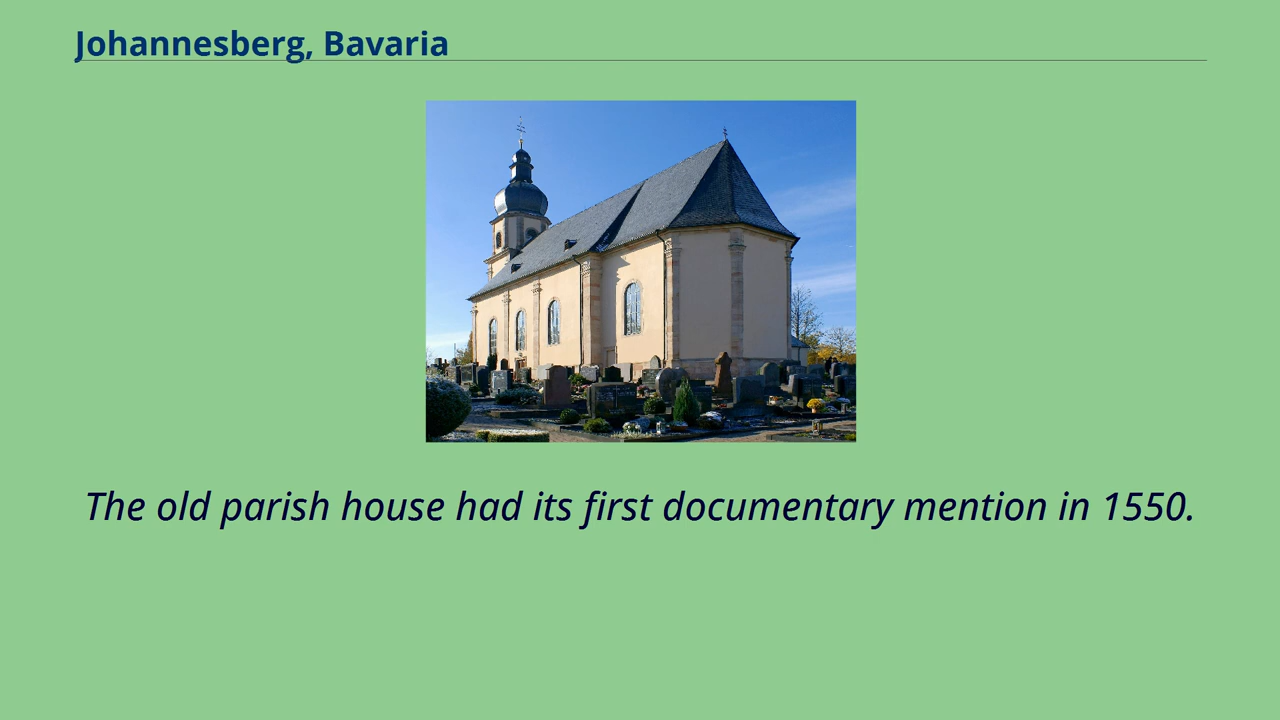 Johannesberg, Bavaria
The old parish house had its first documentary mention in 1550.